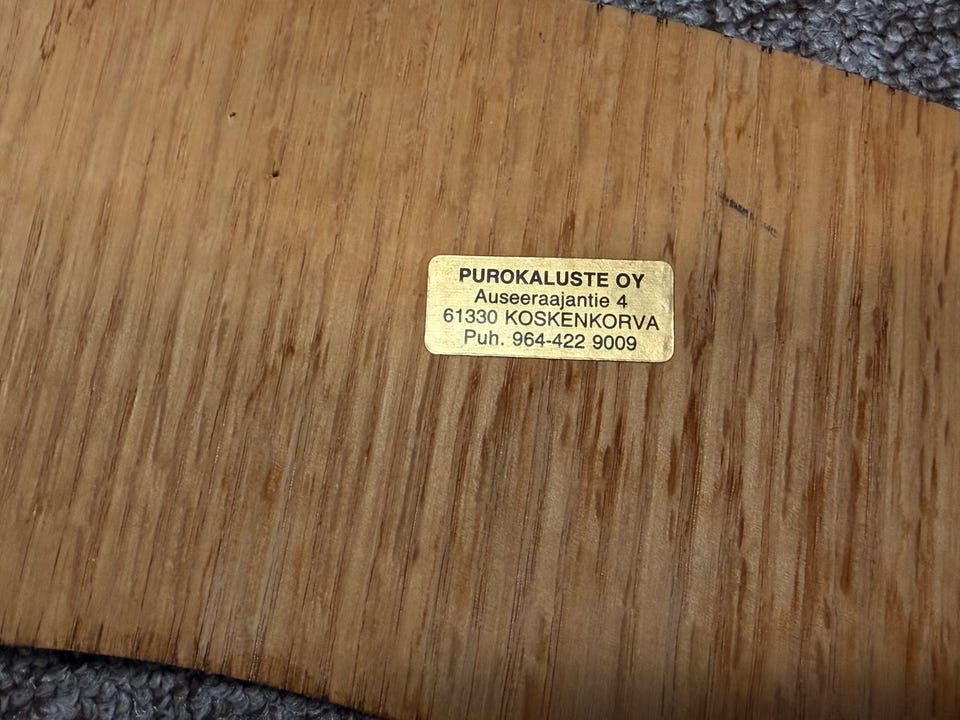 PUROKALUSTE OY
Auseeraajantie 4
61330 KOSKENKORVA
Puh. 964-422 9009